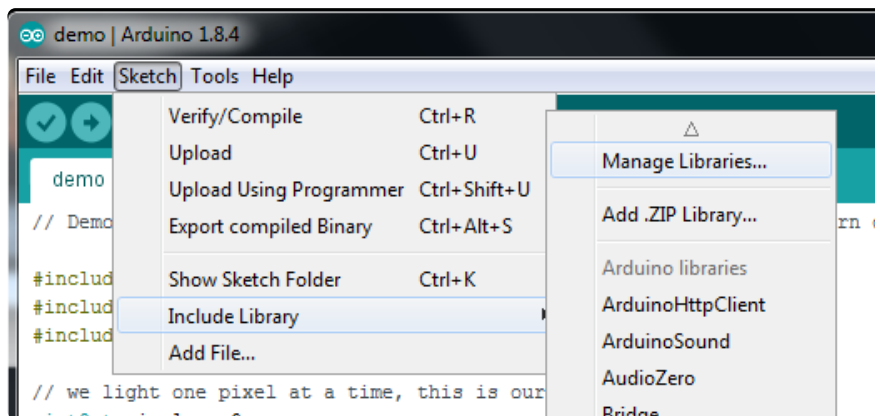 demo | Arduino 1.8.4
File Edit Sketch Tools Help
Verify/Compile Ctrl+R
Upload Ctrl+U
Upload Using Programmer Ctrl+Shift+U
Export compiled Binary Ctrl+Alt+S
Show Sketch Folder Ctrl+K
Include Library
Add File...
Manage Libraries...
Add .ZIP Library...
Arduino libraries
ArduinoHttpClient
ArduinoSound
AudioZero
Bridge
demo
// Demo
#includ
#includ
#includ
// we light one pixel at a time, this is our